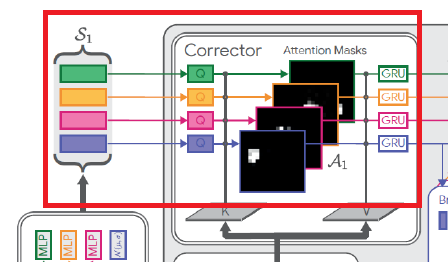 S₁
Corrector
Attention Masks
Q
GRU
Q
GRU
Q
GRU
Q
GRU
A₁
K
V
MLP
MLP
MLP